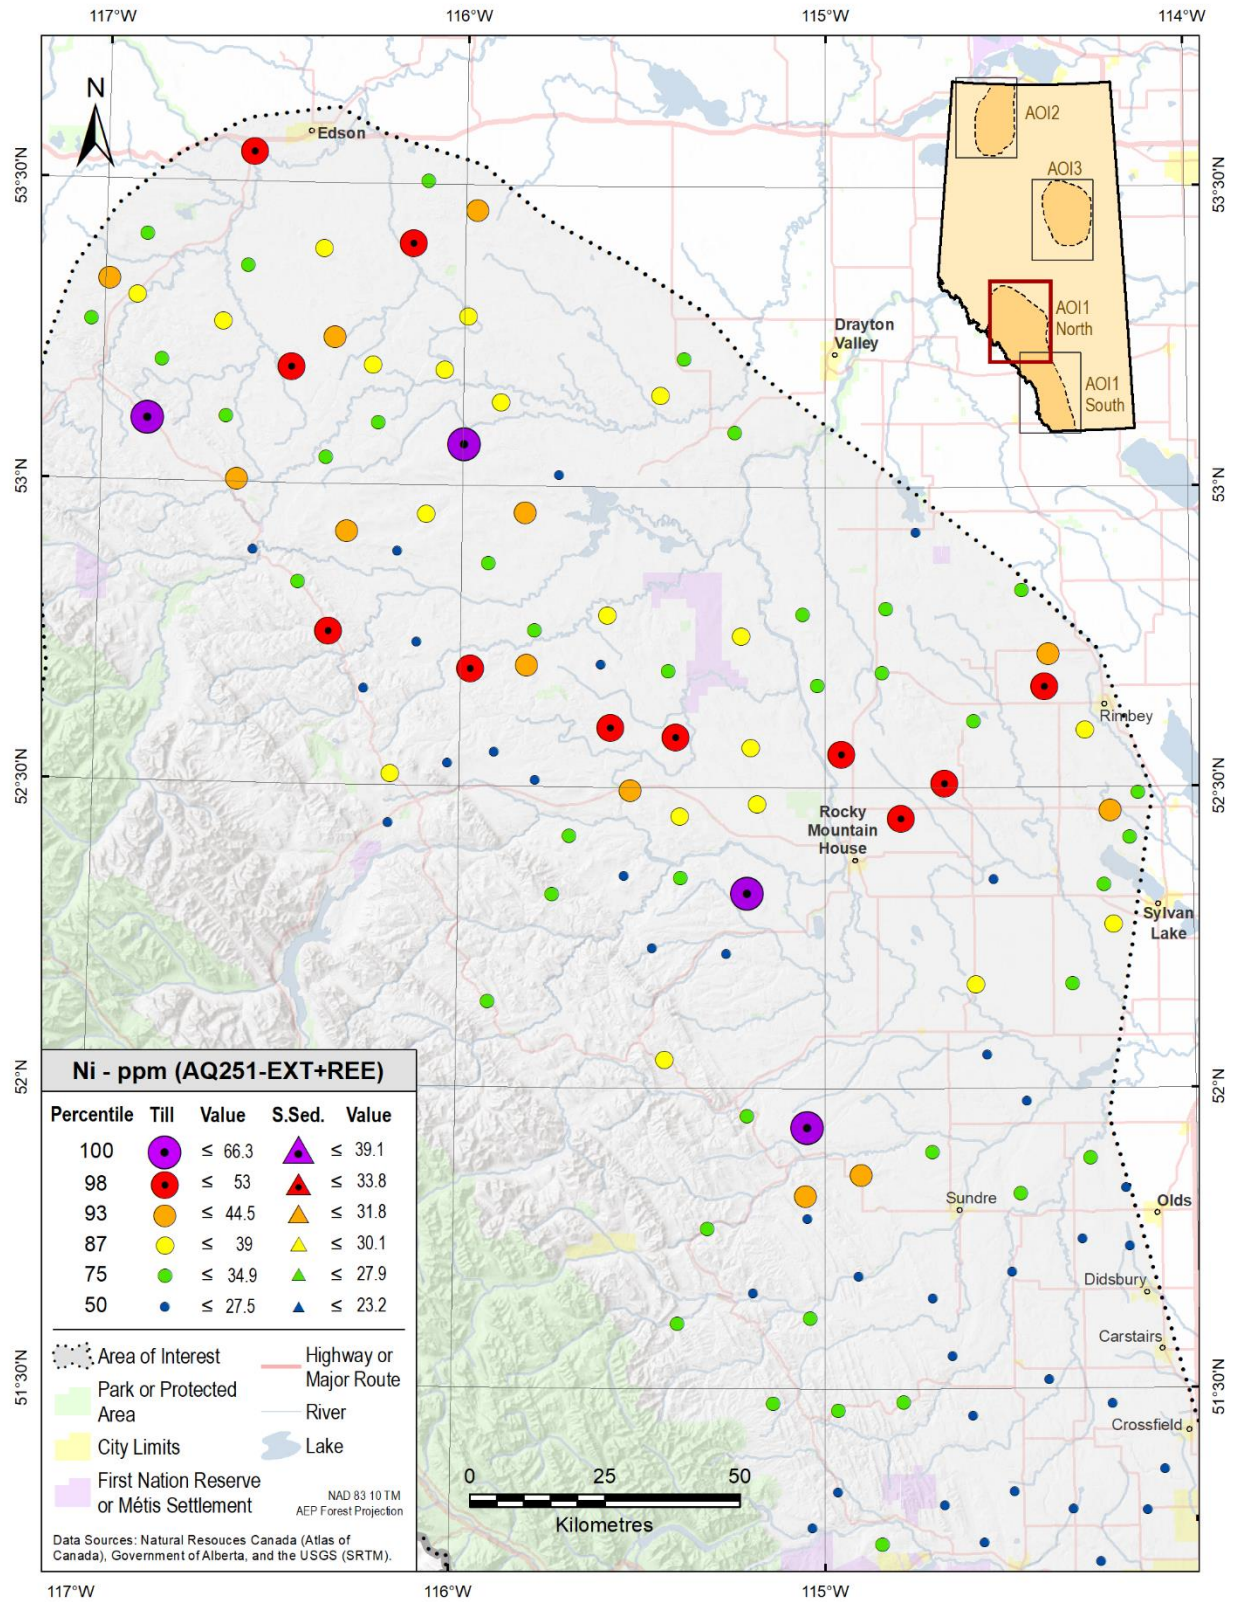 117°W 116°W 115°W 114°W
N
Edson
53°30'N
53°30'N
AOI2
AOI3
AOI1
North
AOI1
South
Drayton
Valley
53°N
53°N
Rimbey
52°30'N
52°30'N
Rocky
Mountain
House
Sylvan
Lake
52°N
52°N
Sundre
Olds
Didsbury
Carstairs
51°30'N
51°30'N
Crossfield
Ni - ppm (AQ251-EXT+REE)
Percentile Till Value S.Sed. Value
100 ≤ 66.3 ≤ 39.1
98 ≤ 53 ≤ 33.8
93 ≤ 44.5 ≤ 31.8
87 ≤ 39 ≤ 30.1
75 ≤ 34.9 ≤ 27.9
50 ≤ 27.5 ≤ 23.2
Area of Interest
Highway or
Major Route
Park or Protected
Area
River
City Limits
Lake
First Nation Reserve
or Métis Settlement
NAD 83 10 TM
AEP Forest Projection
Data Sources: Natural Resouces Canada (Atlas of
Canada), Government of Alberta, and the USGS (SRTM).
0 25 50
Kilometres
117°W 116°W 115°W